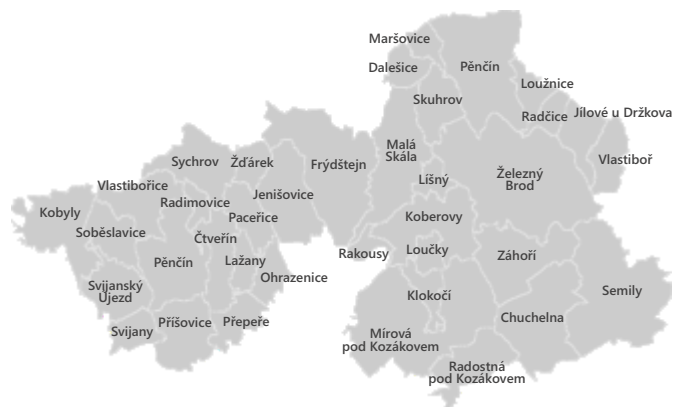 Maršovice
Dalešice
Pěnčín
Loužnice
Skuhrov
Radčice
Jílové u Držkova
Malá
Skála
Vlastiboř
Sychrov
Žďárek
Frýdštejn
Líšný
Železný
Brod
Vlastibořice
Jenišovice
Radimovice
Kobyly
Paceřice
Koberovy
Soběslavice
Čtveřín
Rakousy
Loučky
Záhoří
Pěnčín
Lažany
Ohrazenice
Svijanský
Újezd
Klokočí
Semily
Svijany
Příšovice
Přepeře
Chuchelna
Mírová
pod Kozákovem
Radostná
pod Kozákovem